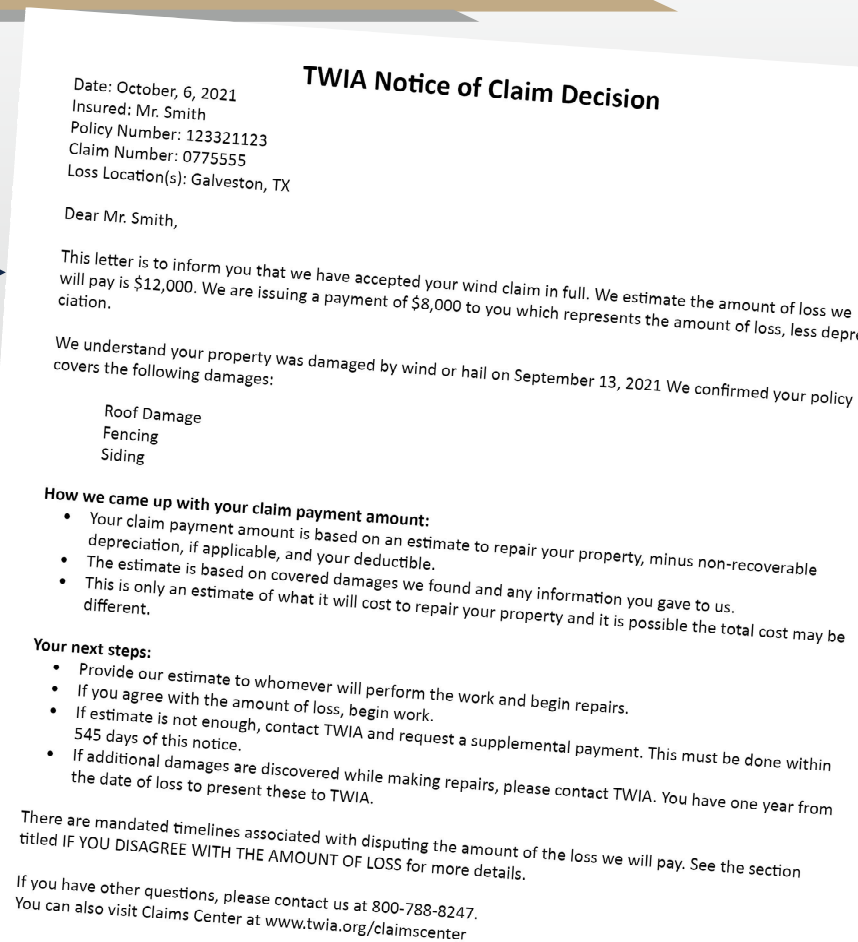 TWIA Notice of Claim Decision
Date: October, 6, 2021
Insured: Mr. Smith
Policy Number: 123321123
Claim Number: 0775555
Loss Location(s): Galveston, TX
Dear Mr. Smith,
This letter is to inform you that we have accepted your wind claim in full. We estimate the amount of loss we
will pay is $12,000. We are issuing a payment of $8,000 to you which represents the amount of loss, less depre
ciation.
We understand your property was damaged by wind or hail on September 13, 2021 We confirmed your policy
covers the following damages:
Roof Damage
Fencing
Siding
How we came up with your claim payment amount:
• Your claim payment amount is based on an estimate to repair your property, minus non-recoverable
depreciation, if applicable, and your deductible.
• The estimate is based on covered damages we found and any information you gave to us.
• This is only an estimate of what it will cost to repair your property and it is possible the total cost may be
different.
Your next steps:
• Provide our estimate to whomever will perform the work and begin repairs.
• If you agree with the amount of loss, begin work.
• If estimate is not enough, contact TWIA and request a supplemental payment. This must be done within
545 days of this notice.
• If additional damages are discovered while making repairs, please contact TWIA. You have one year from
the date of loss to present these to TWIA.
There are mandated timelines associated with disputing the amount of the loss we will pay. See the section
titled IF YOU DISAGREE WITH THE AMOUNT OF LOSS for more details.
If you have other questions, please contact us at 800-788-8247.
You can also visit Claims Center at www.twia.org/claimscenter